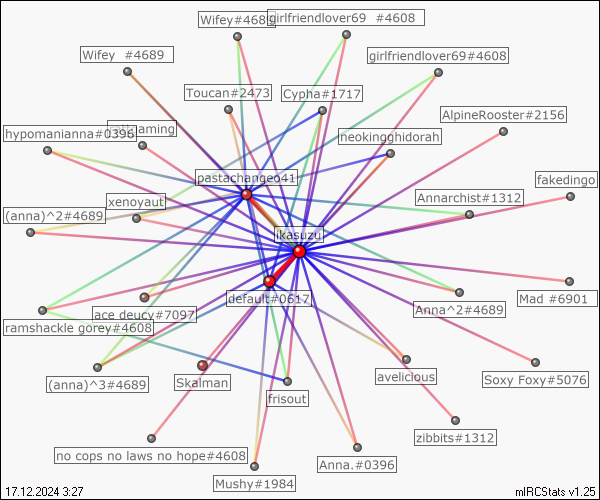 Wifey#4689
girlfriendlover69 #4608
Wifey #4689
girlfriendlover69#4608
Toucan#2473
Cypha#1717
AlpineRooster#2156
hypomanianna#0396
neokingghidorah
pastachangeo41
fakedingo
xenoyaut
Annarchist#1312
(anna)^2#4689
ikasuzu
default#0617
Mad #6901
ace deucy#7097
Anna^2#4689
ramshackle gorey#4608
(anna)^3#4689
Skalman
avelicious
Soxy Foxy#5076
frisout
zibbits#1312
no cops no laws no hope#4608
Anna.#0396
Mushy#1984
17.12.2024 3:27
mIRCStats v1.25